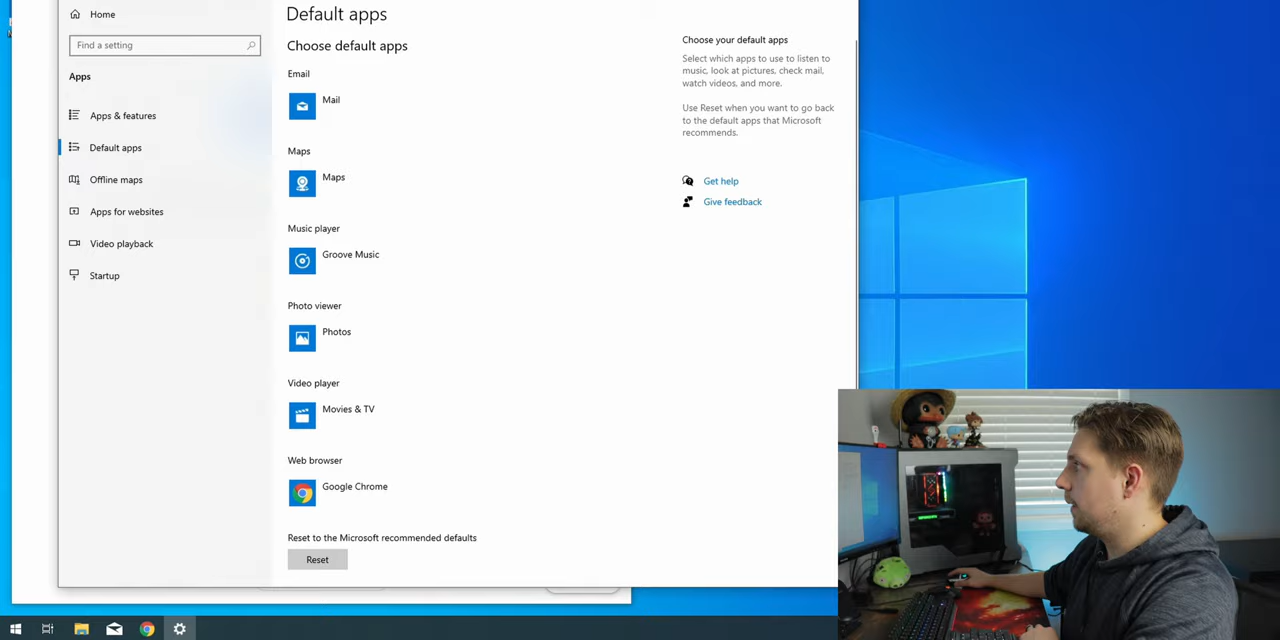 Home
Find a setting
Apps
Apps & features
Default apps
Offline maps
Apps for websites
Video playback
Startup
Default apps
Choose default apps
Email
Mail
Maps
Maps
Music player
Groove Music
Photo viewer
Photos
Video player
Movies & TV
Web browser
Google Chrome
Reset to the Microsoft recommended defaults
Reset
Choose your default apps
Select which apps to use to listen to
music, look at pictures, check mail,
watch videos, and more.
Use Reset when you want to go back
to the default apps that Microsoft
recommends.
Get help
Give feedback